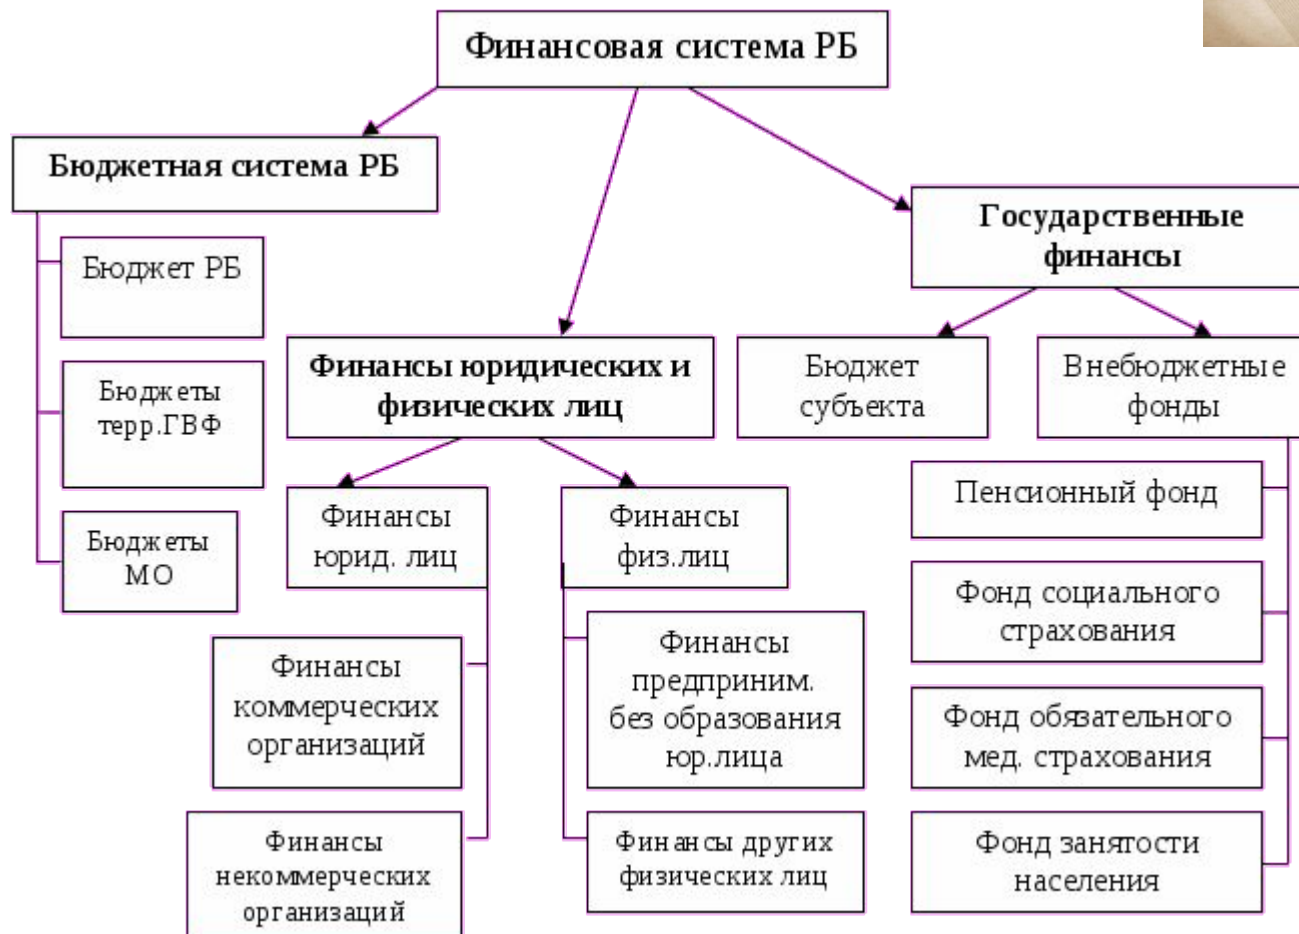 Финансовая система РБ
Бюджетная система РБ
Бюджет РБ
Бюджеты
терр.ГВФ
Бюджеты
МО
Финансы юридических и
физических лиц
Финансы
юрид. лиц
Финансы
коммерческих
организаций
Финансы
некоммерческих
организаций
Финансы
физ.лиц
Финансы
предприним.
без образования
юр.лица
Финансы других
физических лиц
Государственные
финансы
Бюджет
субъекта
Внебюджетные
фонды
Пенсионный фонд
Фонд социального
страхования
Фонд обязательного
мед. страхования
Фонд занятости
населения